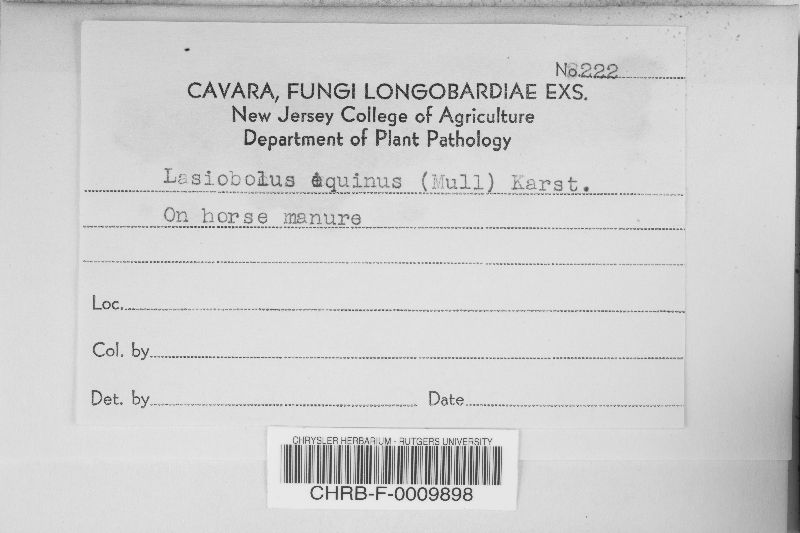 No. 222
CAVARA, FUNGI LONGOBARDIAE EXS.
New Jersey College of Agriculture
Department of Plant Pathology
Lasiobolus equinus (Mull) Karst.
On horse manure
Loc.
Col. by
Det. by Date
CHRYSLER HERBARIUM - RUTGERS UNIVERSITY
CHRB-F-0009898